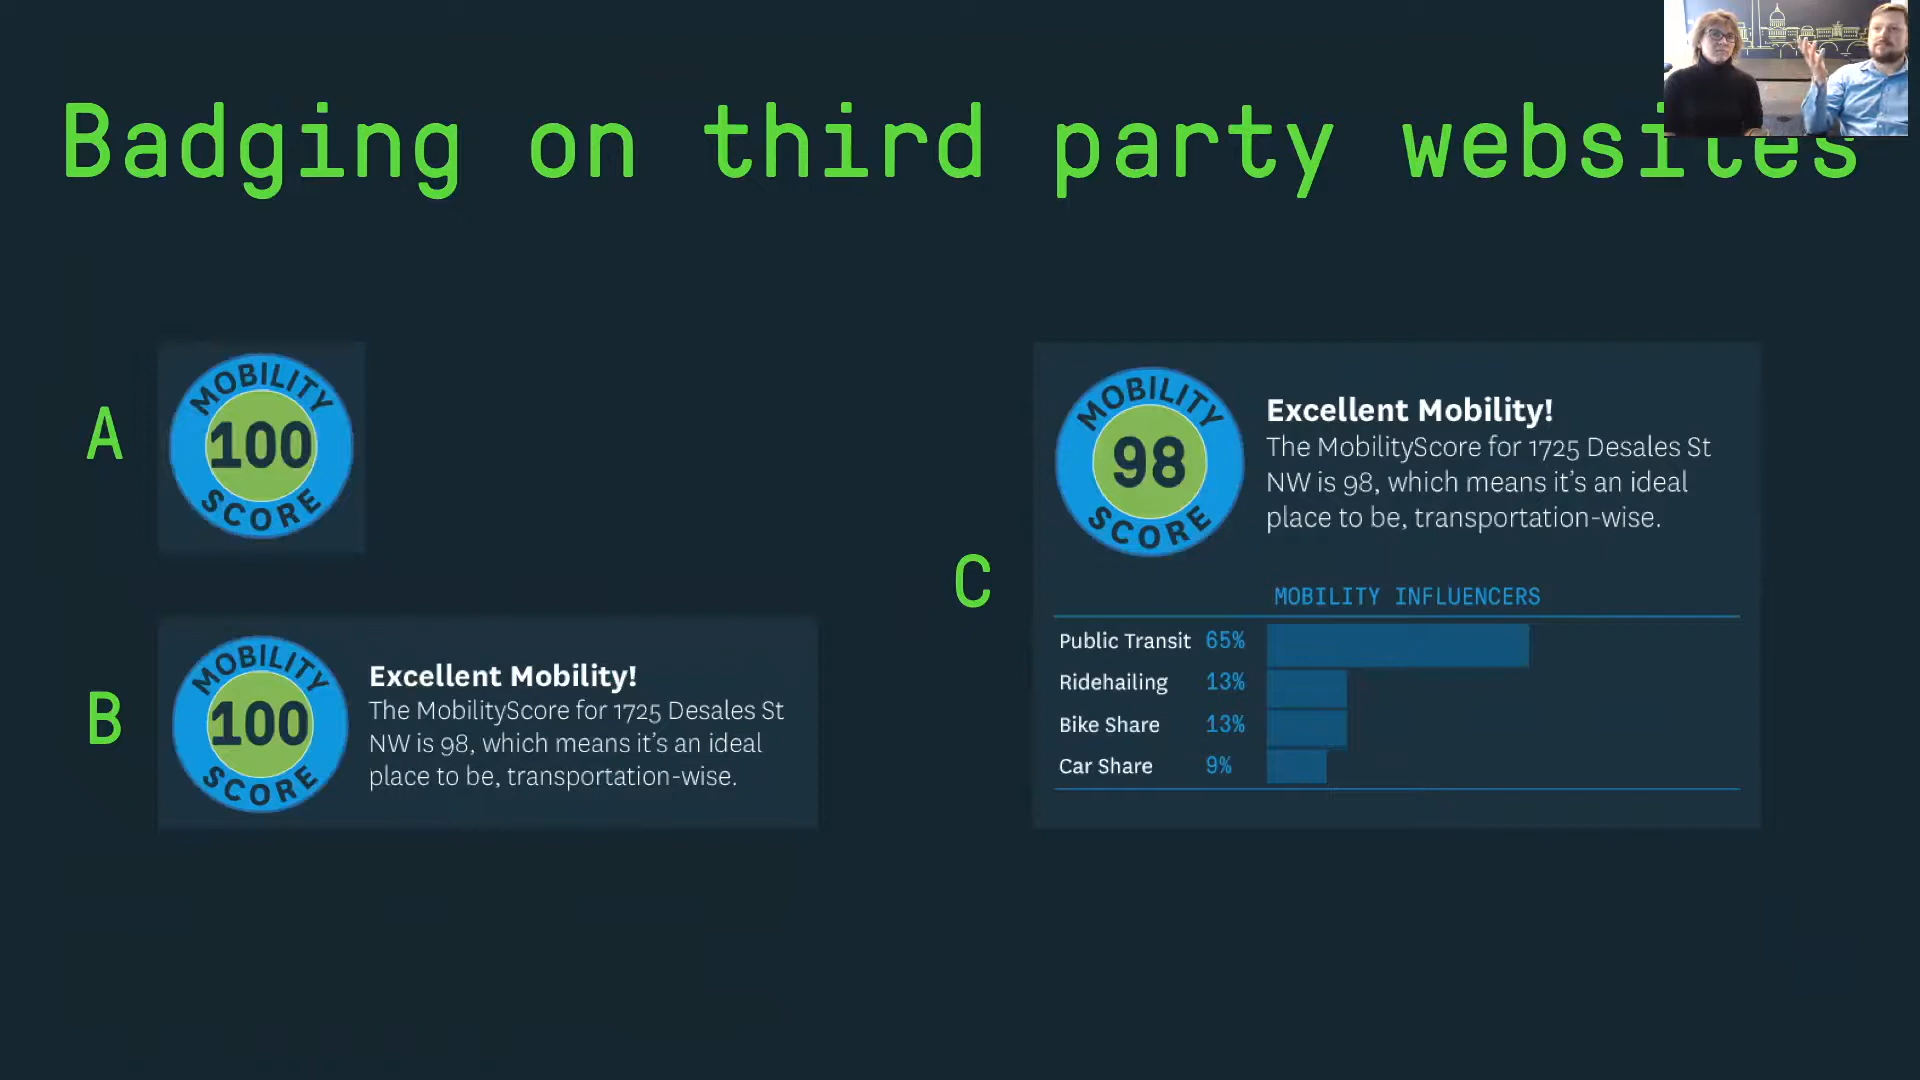 Badging on third party websites
A
MOBILITY
100
SCORE
B
MOBILITY
100
SCORE
Excellent Mobility!
The MobilityScore for 1725 Desales St
NW is 98, which means it's an ideal
place to be, transportation-wise.
C
MOBILITY
98
SCORE
Excellent Mobility!
The MobilityScore for 1725 Desales St
NW is 98, which means it's an ideal
place to be, transportation-wise.
MOBILITY INFLUENCERS
Public Transit 65%
Ridehailing 13%
Bike Share 13%
Car Share 9%